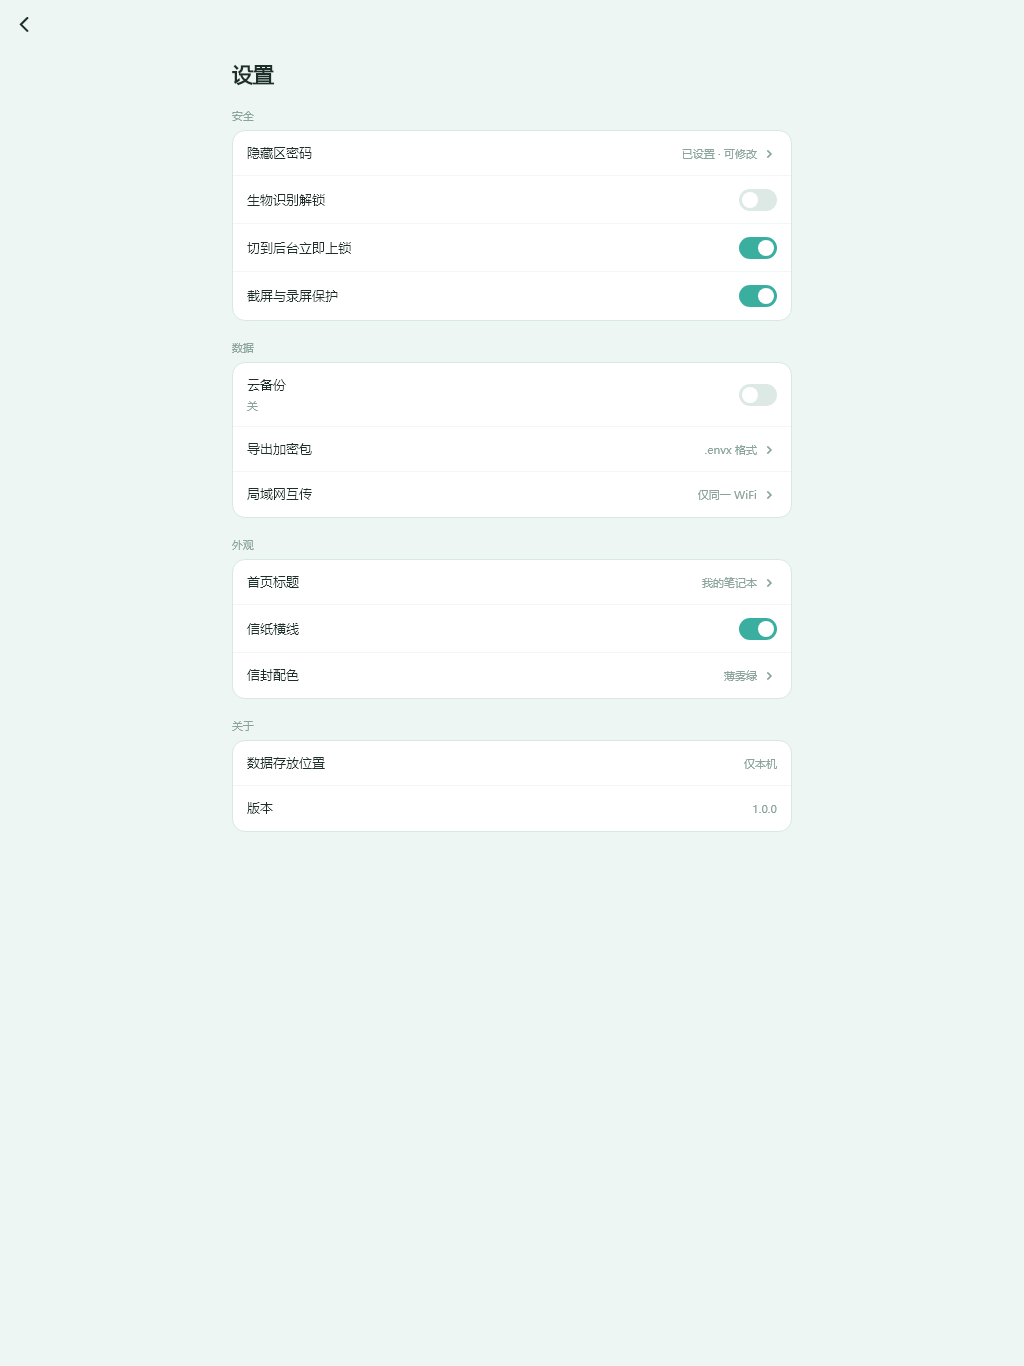 设置
安全
隐藏区密码 已设置 · 可修改
生物识别解锁
切到后台立即上锁
截屏与录屏保护
数据
云备份
关
导出加密包 .envx 格式
局域网互传 仅同一 WiFi
外观
首页标题 我的笔记本
信纸横线
信封配色 薄雾绿
关于
数据存放位置 仅本机
版本 1.0.0